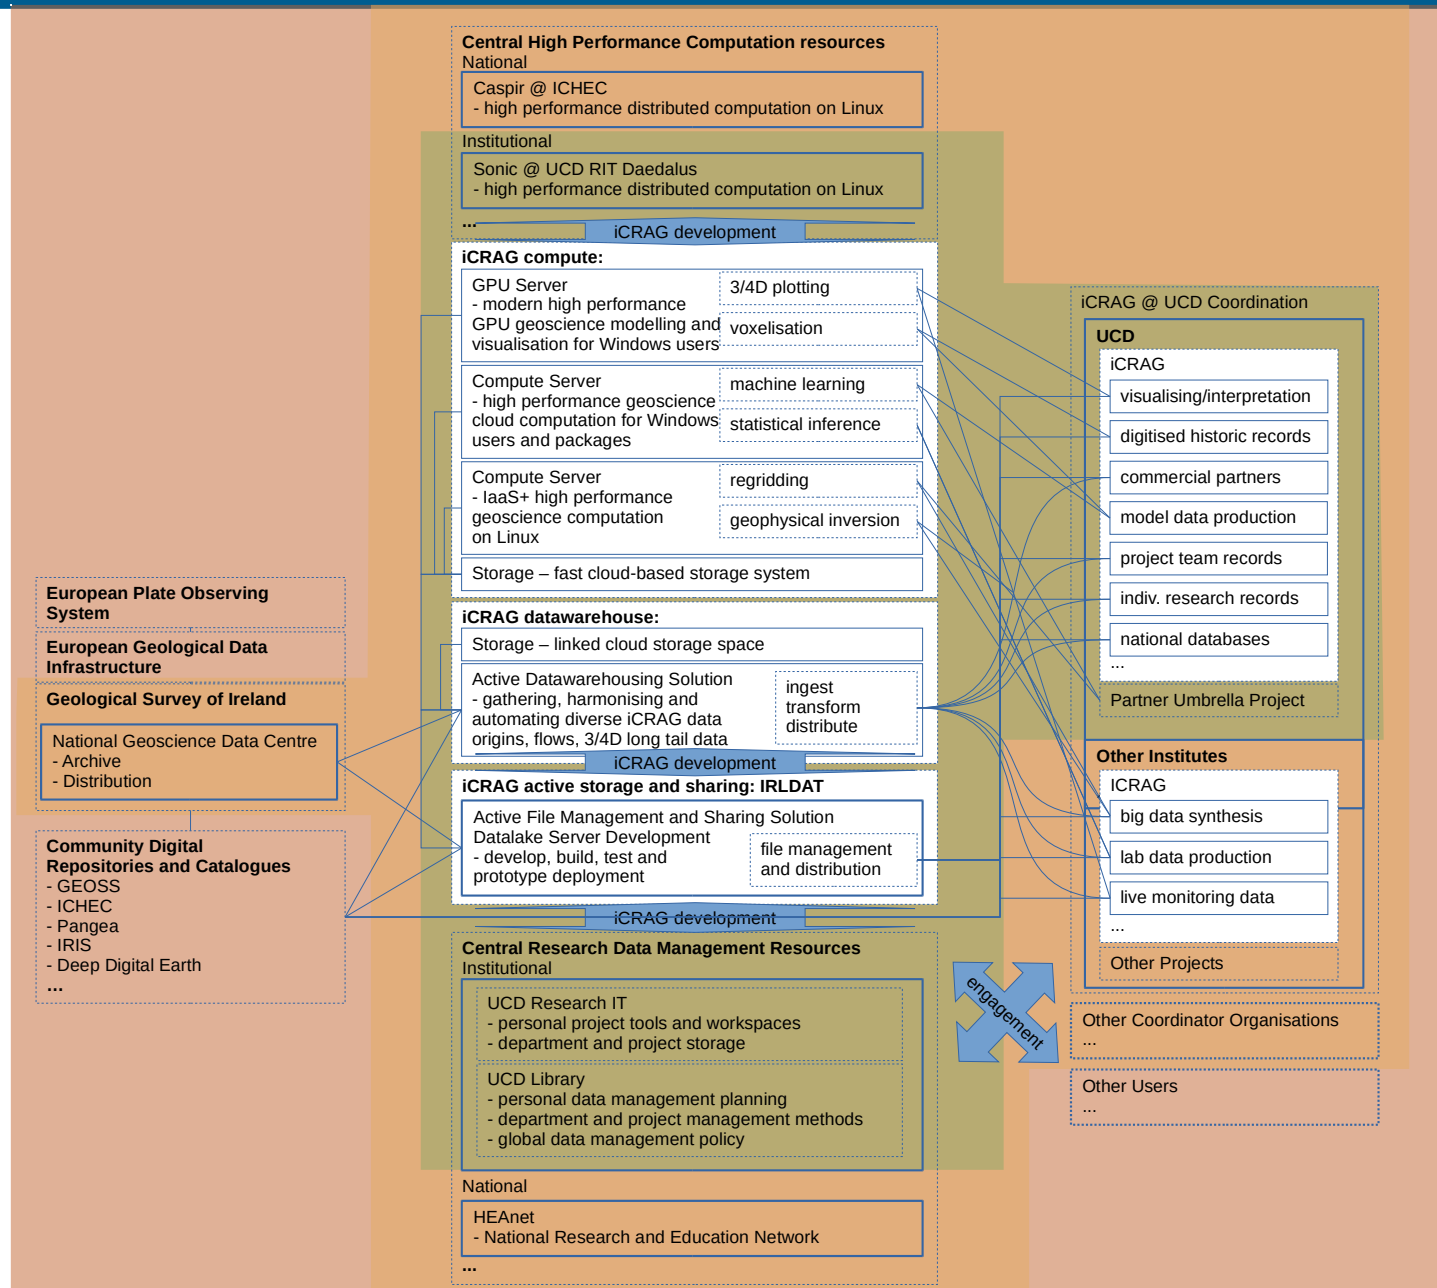 Central High Performance Computation resources
National
Caspir @ ICHEC
- high performance distributed computation on Linux
Institutional
Sonic @ UCD RIT Daedalus
- high performance distributed computation on Linux
...
iCRAG development
iCRAG compute:
GPU Server
- modern high performance
GPU geoscience modelling and
visualisation for Windows users
3/4D plotting
voxelisation
Compute Server
- high performance geoscience
cloud computation for Windows
users and packages
machine learning
statistical inference
Compute Server
- IaaS+ high performance
geoscience computation
on Linux
regridding
geophysical inversion
Storage – fast cloud-based storage system
iCRAG datawarehouse:
Storage – linked cloud storage space
Active Datawarehousing Solution
- gathering, harmonising and
automating diverse iCRAG data
origins, flows, 3/4D long tail data
ingest
transform
distribute
iCRAG development
iCRAG active storage and sharing: IRLDAT
Active File Management and Sharing Solution
Datalake Server Development
- develop, build, test and
prototype deployment
file management
and distribution
iCRAG development
Central Research Data Management Resources
Institutional
UCD Research IT
- personal project tools and workspaces
- department and project storage
UCD Library
- personal data management planning
- department and project management methods
- global data management policy
National
HEAnet
- National Research and Education Network
...
European Plate Observing
System
European Geological Data
Infrastructure
Geological Survey of Ireland
National Geoscience Data Centre
- Archive
- Distribution
Community Digital
Repositories and Catalogues
- GEOSS
- ICHEC
- Pangea
- IRIS
- Deep Digital Earth
...
iCRAG @ UCD Coordination
UCD
iCRAG
visualising/interpretation
digitised historic records
commercial partners
model data production
project team records
indiv. research records
national databases
...
Partner Umbrella Project
Other Institutes
iCRAG
big data synthesis
lab data production
live monitoring data
...
Other Projects
engagement
Other Coordinator Organisations
...
Other Users
...